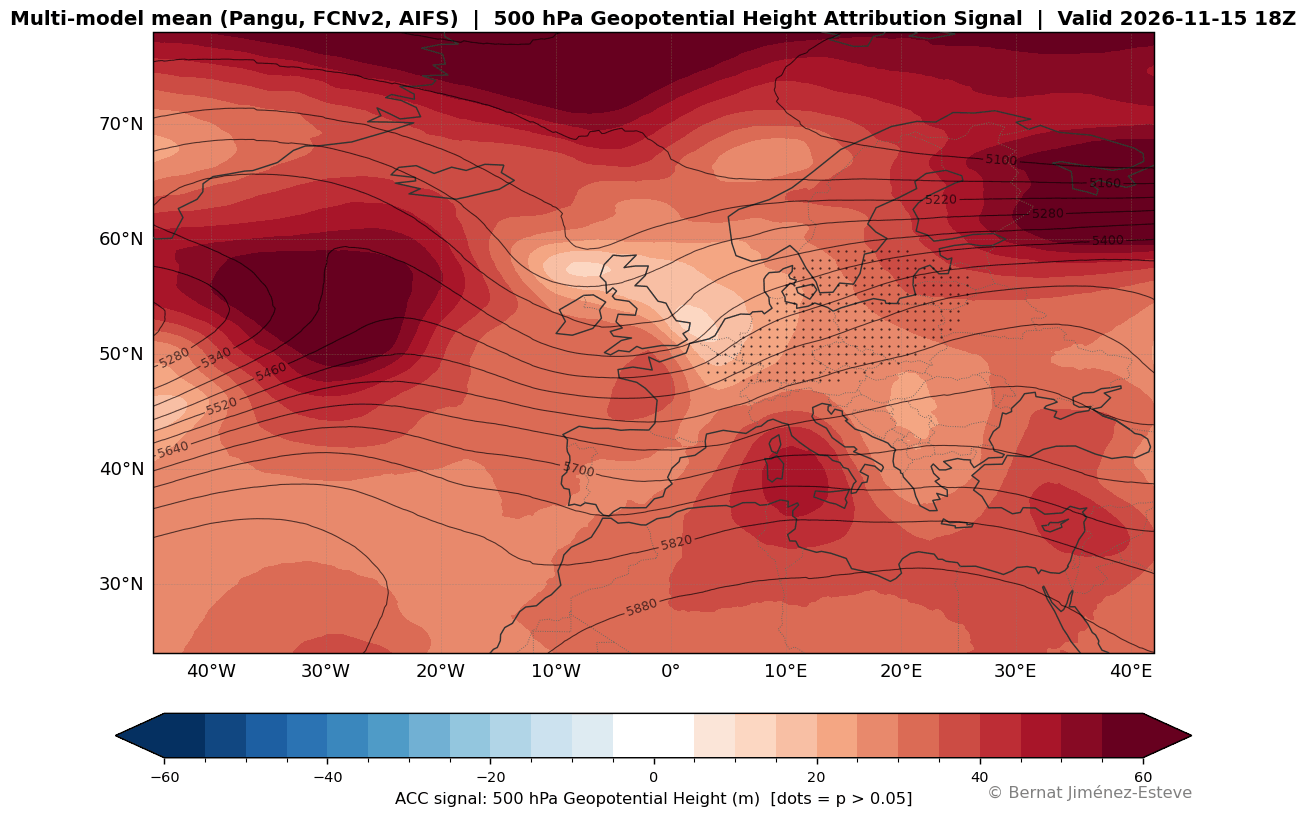 Multi-model mean (Pangu, FCNv2, AIFS) | 500 hPa Geopotential Height Attribution Signal | Valid 2026-11-15 18Z
70°N
60°N
50°N
40°N
30°N
5100
5160
5220
5280
5400
5280
5340
5460
5520
5640
5700
5820
5880
40°W
30°W
20°W
10°W
0°
10°E
20°E
30°E
40°E
−60
−40
−20
0
20
40
60
ACC signal: 500 hPa Geopotential Height (m) [dots = p > 0.05]
© Bernat Jiménez-Esteve